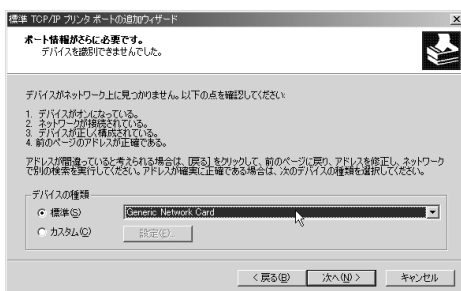 標準 TCP/IP プリンタ ポートの追加ウィザード
ポート情報がさらに必要です。
デバイスを識別できませんでした。
デバイスがネットワーク上に見つかりません。以下の点を確認してください:
1. デバイスがオンになっている。
2. ネットワークが接続されている。
3. デバイスが正しく構成されている。
4. 前のページのアドレスが正確である。
アドレスが間違っていると考えられる場合は、[戻る] をクリックして、前のページに戻り、アドレスを修正し、ネットワーク
で別の検索を実行してください。アドレスが確実に正確である場合は、次のデバイスの種類を選択してください。
デバイスの種類
標準(S)
Generic Network Card
カスタム(C)
設定(E)...
< 戻る(B)
次へ(N) >
キャンセル